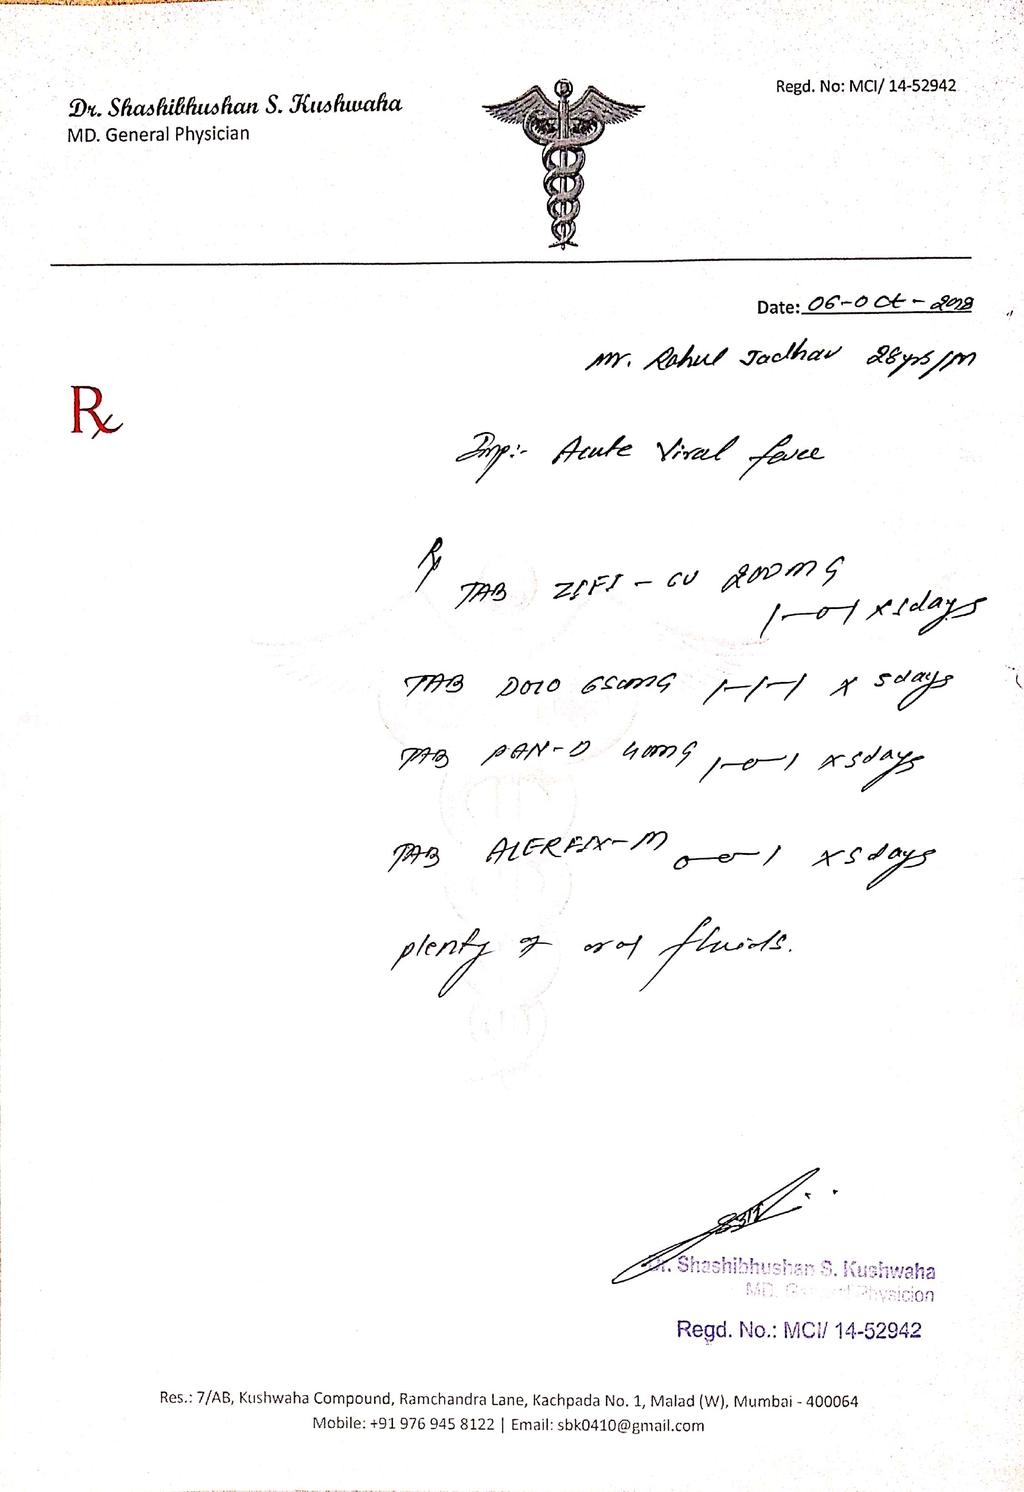 Dr. Shashibhushan S. Kushwaha
MD. General Physician
Regd. No: MCI/ 14-52942
Date: 06-Oct-2018
Mr. Rahul Jadhav 28yrs/M
Rx
Imp:- Acute Viral fever
Rx
TAB ZIFI-CV 200MG
1-0-1 x 5days
TAB DOLO 650MG 1-1-1 x 5days
TAB PAN-D 40MG 1-0-1 x 5days
TAB ALERFIX-M 0-0-1 x 5days
plenty of oral fluids.
Dr. Shashibhushan S. Kushwaha
MD. General Physicion
Regd. No.: MCI/ 14-52942
Res.: 7/AB, Kushwaha Compound, Ramchandra Lane, Kachpada No. 1, Malad (W), Mumbai - 400064
Mobile: +91 976 945 8122 | Email: sbk0410@gmail.com